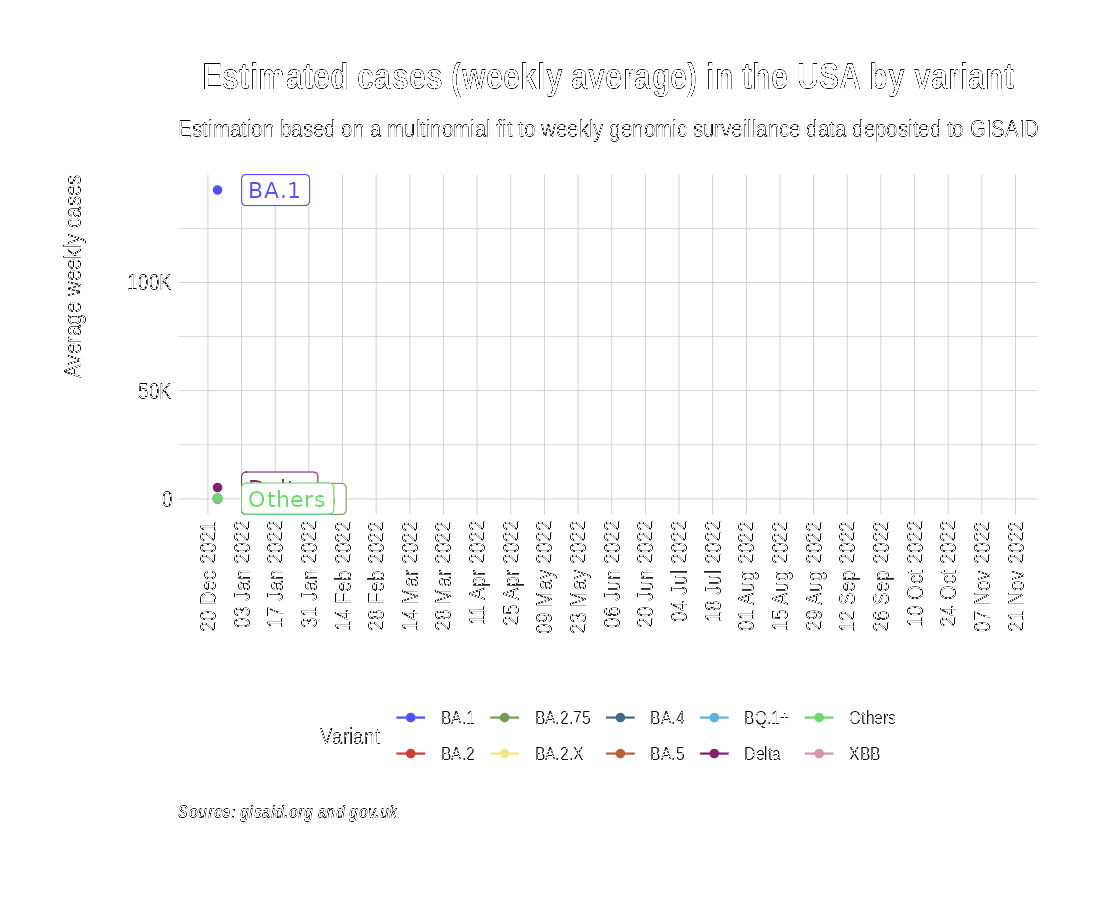 Estimated cases (weekly average) in the USA by variant
Estimation based on a multinomial fit to weekly genomic surveillance data deposited to GISAID
Average weekly cases
BA.1
100K
50K
0
Others
20 Dec 2021
03 Jan 2022
17 Jan 2022
31 Jan 2022
14 Feb 2022
28 Feb 2022
14 Mar 2022
28 Mar 2022
11 Apr 2022
25 Apr 2022
09 May 2022
23 May 2022
06 Jun 2022
20 Jun 2022
04 Jul 2022
18 Jul 2022
01 Aug 2022
15 Aug 2022
29 Aug 2022
12 Sep 2022
26 Sep 2022
10 Oct 2022
24 Oct 2022
07 Nov 2022
21 Nov 2022
Variant
BA.1 BA.2.75 BA.4 BQ.1+ Others
BA.2 BA.2.X BA.5 Delta XBB
Source: gisaid.org and gov.uk